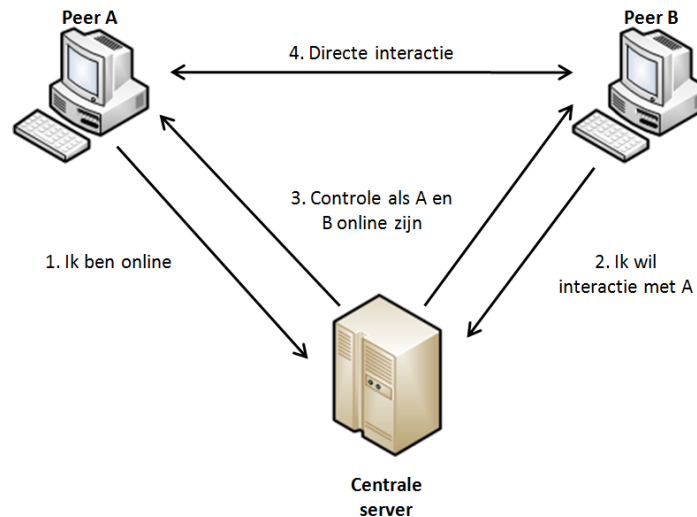 Peer A
Peer B
4. Directe interactie
3. Controle als A en
B online zijn
1. Ik ben online
2. Ik wil
interactie met A
Centrale
server